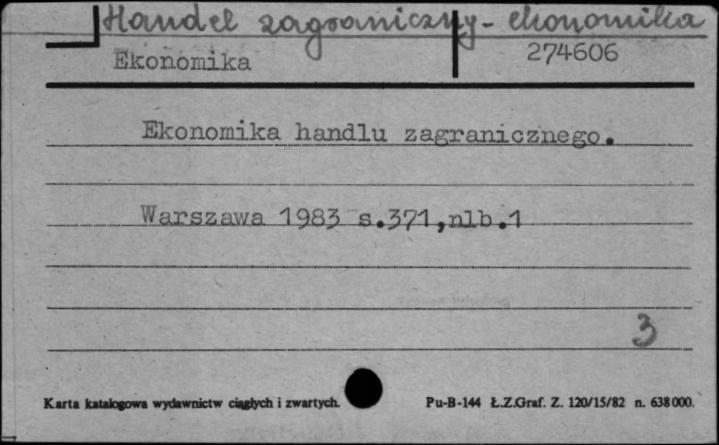 Handel zagraniczny - ekonomika
Ekonomika
274606
Ekonomika handlu zagranicznego.
Warszawa 1983 s.371,nlb.1
3
Karta katalogowa wydawnictw ciągłych i zwartych.
Pu-B-144 Ł.Z.Graf. Z. 120/15/82 n. 638000.